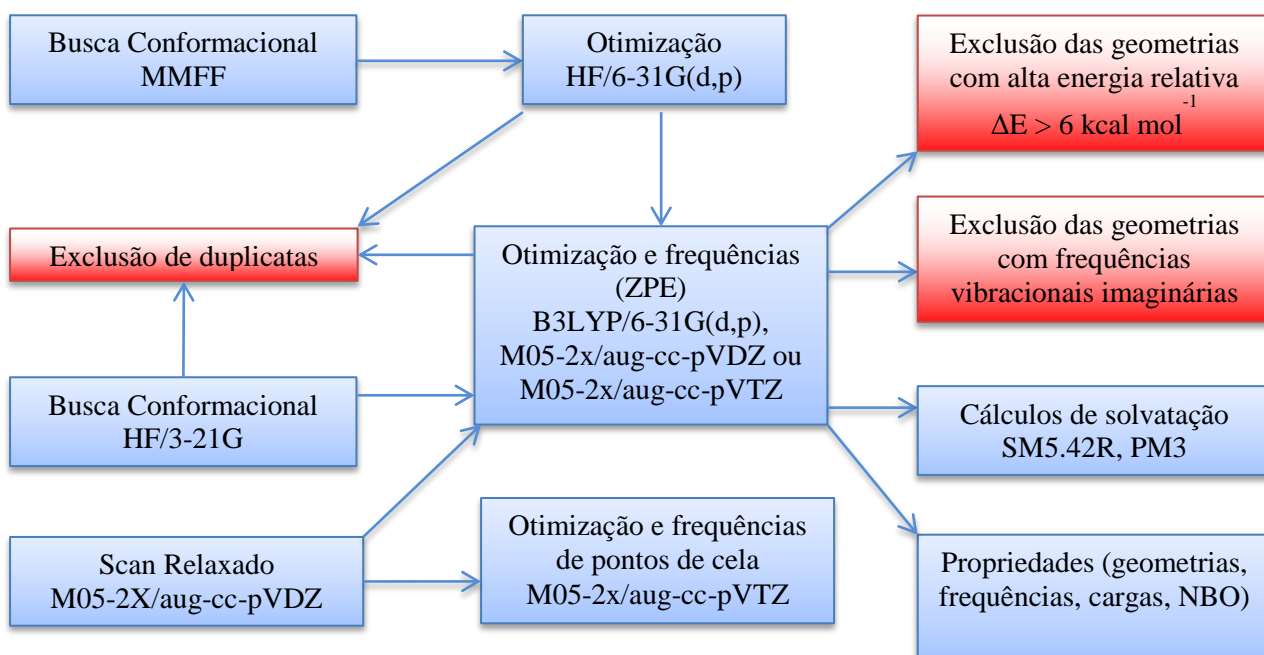 Busca Conformacional
MMFF
Otimização
HF/6-31G(d,p)
Exclusão das geometrias
com alta energia relativa
ΔE > 6 kcal mol⁻¹
Exclusão de duplicatas
Otimização e frequências
(ZPE)
B3LYP/6-31G(d,p),
M05-2x/aug-cc-pVDZ ou
M05-2x/aug-cc-pVTZ
Exclusão das geometrias
com frequências
vibracionais imaginárias
Busca Conformacional
HF/3-21G
Cálculos de solvatação
SM5.42R, PM3
Scan Relaxado
M05-2X/aug-cc-pVDZ
Otimização e frequências
de pontos de cela
M05-2x/aug-cc-pVTZ
Propriedades (geometrias,
frequências, cargas, NBO)